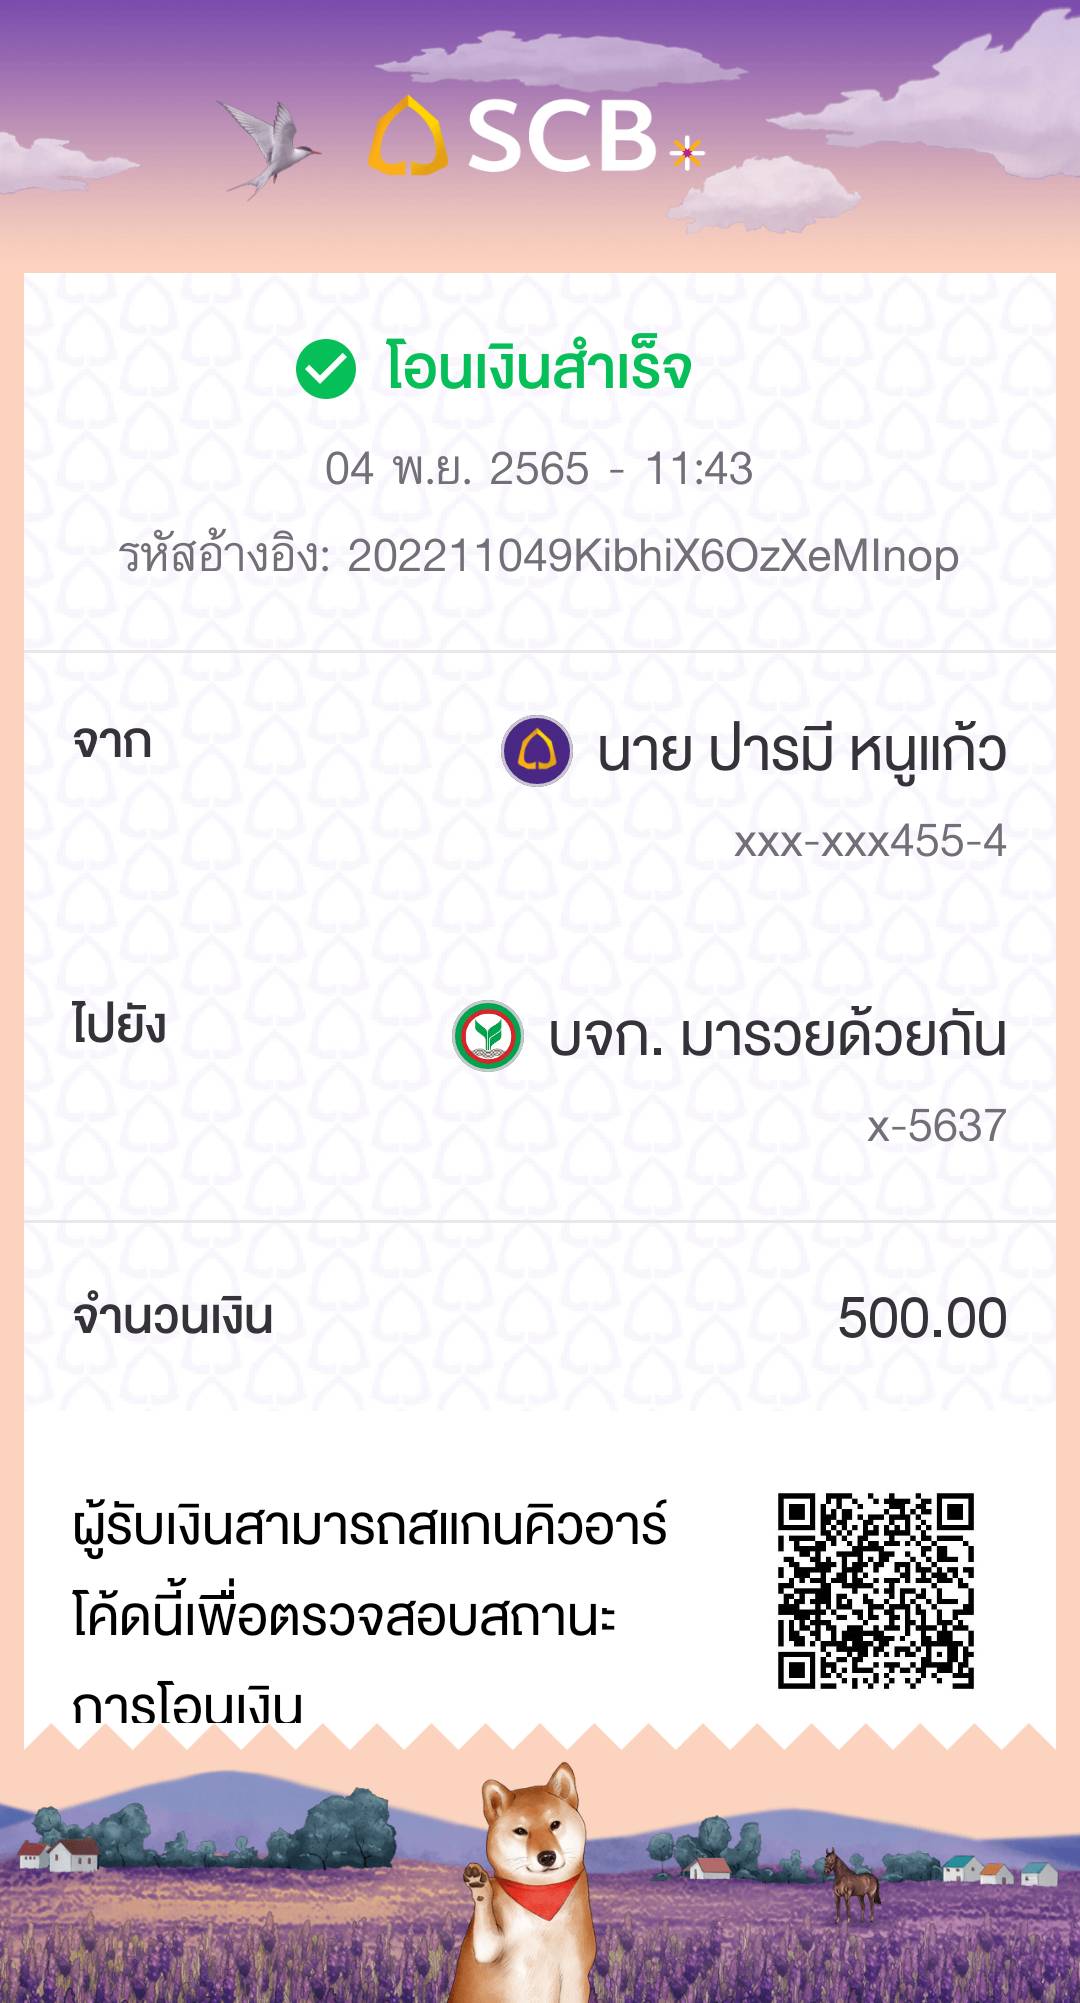 SCB
โอนเงินสำเร็จ
04 พ.ย. 2565 - 11:43
รหัสอ้างอิง: 202211049KibhiX6OzXeMInop
จาก
นาย ปารมี หนูแก้ว
xxx-xxx455-4
ไปยัง
บจก. มารวยด้วยกัน
x-5637
จำนวนเงิน
500.00
ผู้รับเงินสามารถสแกนคิวอาร์
โค้ดนี้เพื่อตรวจสอบสถานะ
การโอนเงิน